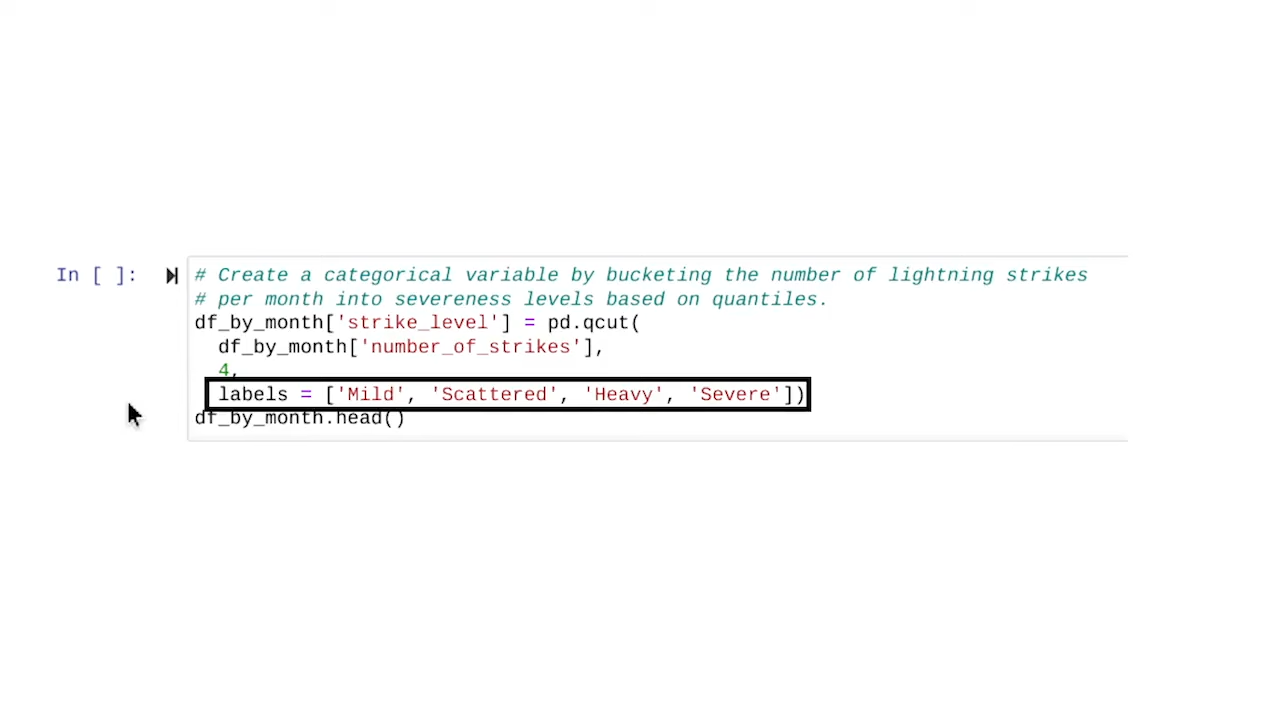 In [ ]:
# Create a categorical variable by bucketing the number of lightning strikes
# per month into severeness levels based on quantiles.
df_by_month['strike_level'] = pd.qcut(
  df_by_month['number_of_strikes'],
  4,
  labels = ['Mild', 'Scattered', 'Heavy', 'Severe'])
df_by_month.head()